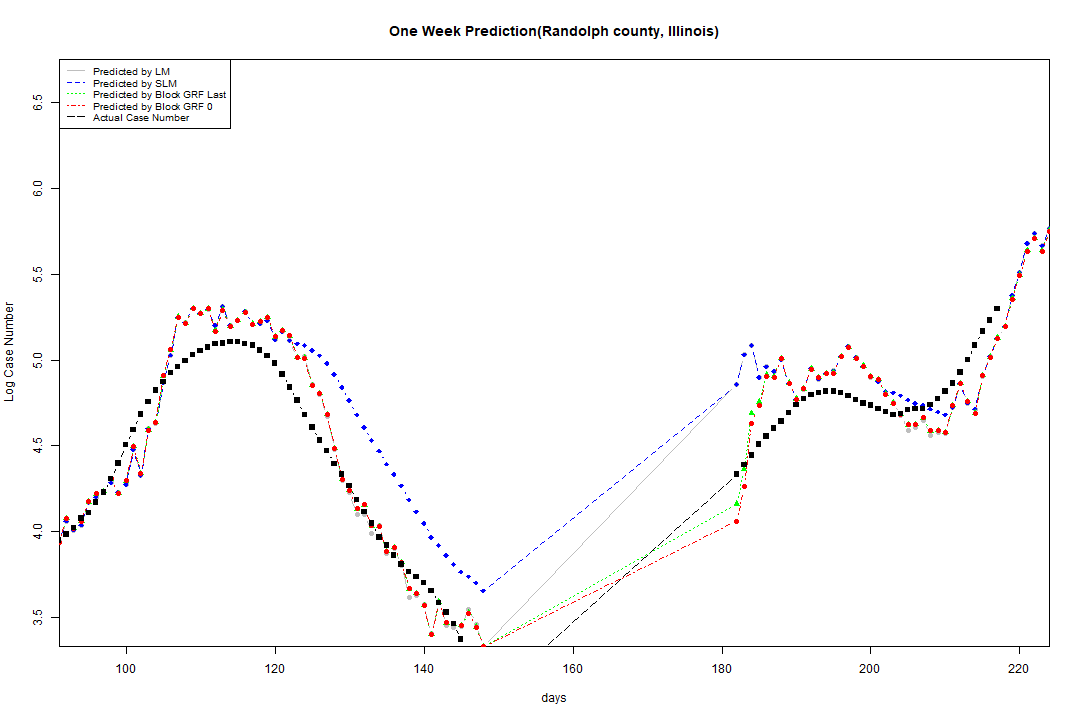 One Week Prediction(Randolph county, Illinois)
Predicted by LM
Predicted by SLM
Predicted by Block GRF Last
Predicted by Block GRF 0
Actual Case Number
6.5
6.0
5.5
5.0
4.5
4.0
3.5
Log Case Number
100 120 140 160 180 200 220
days